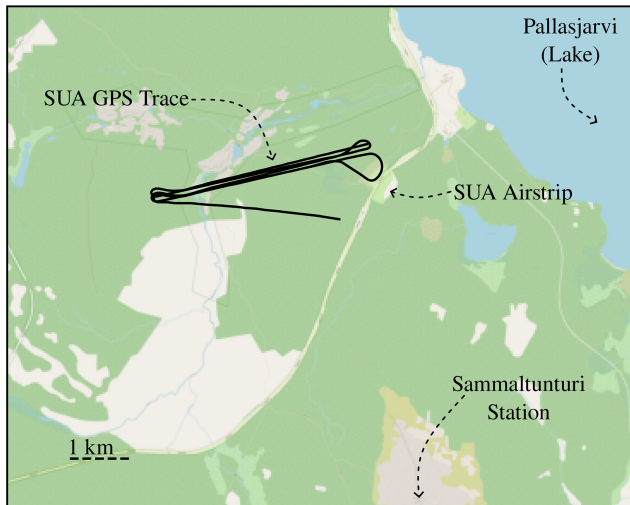 Pallasjarvi
(Lake)
SUA GPS Trace
SUA Airstrip
Sammaltunturi
Station
1 km